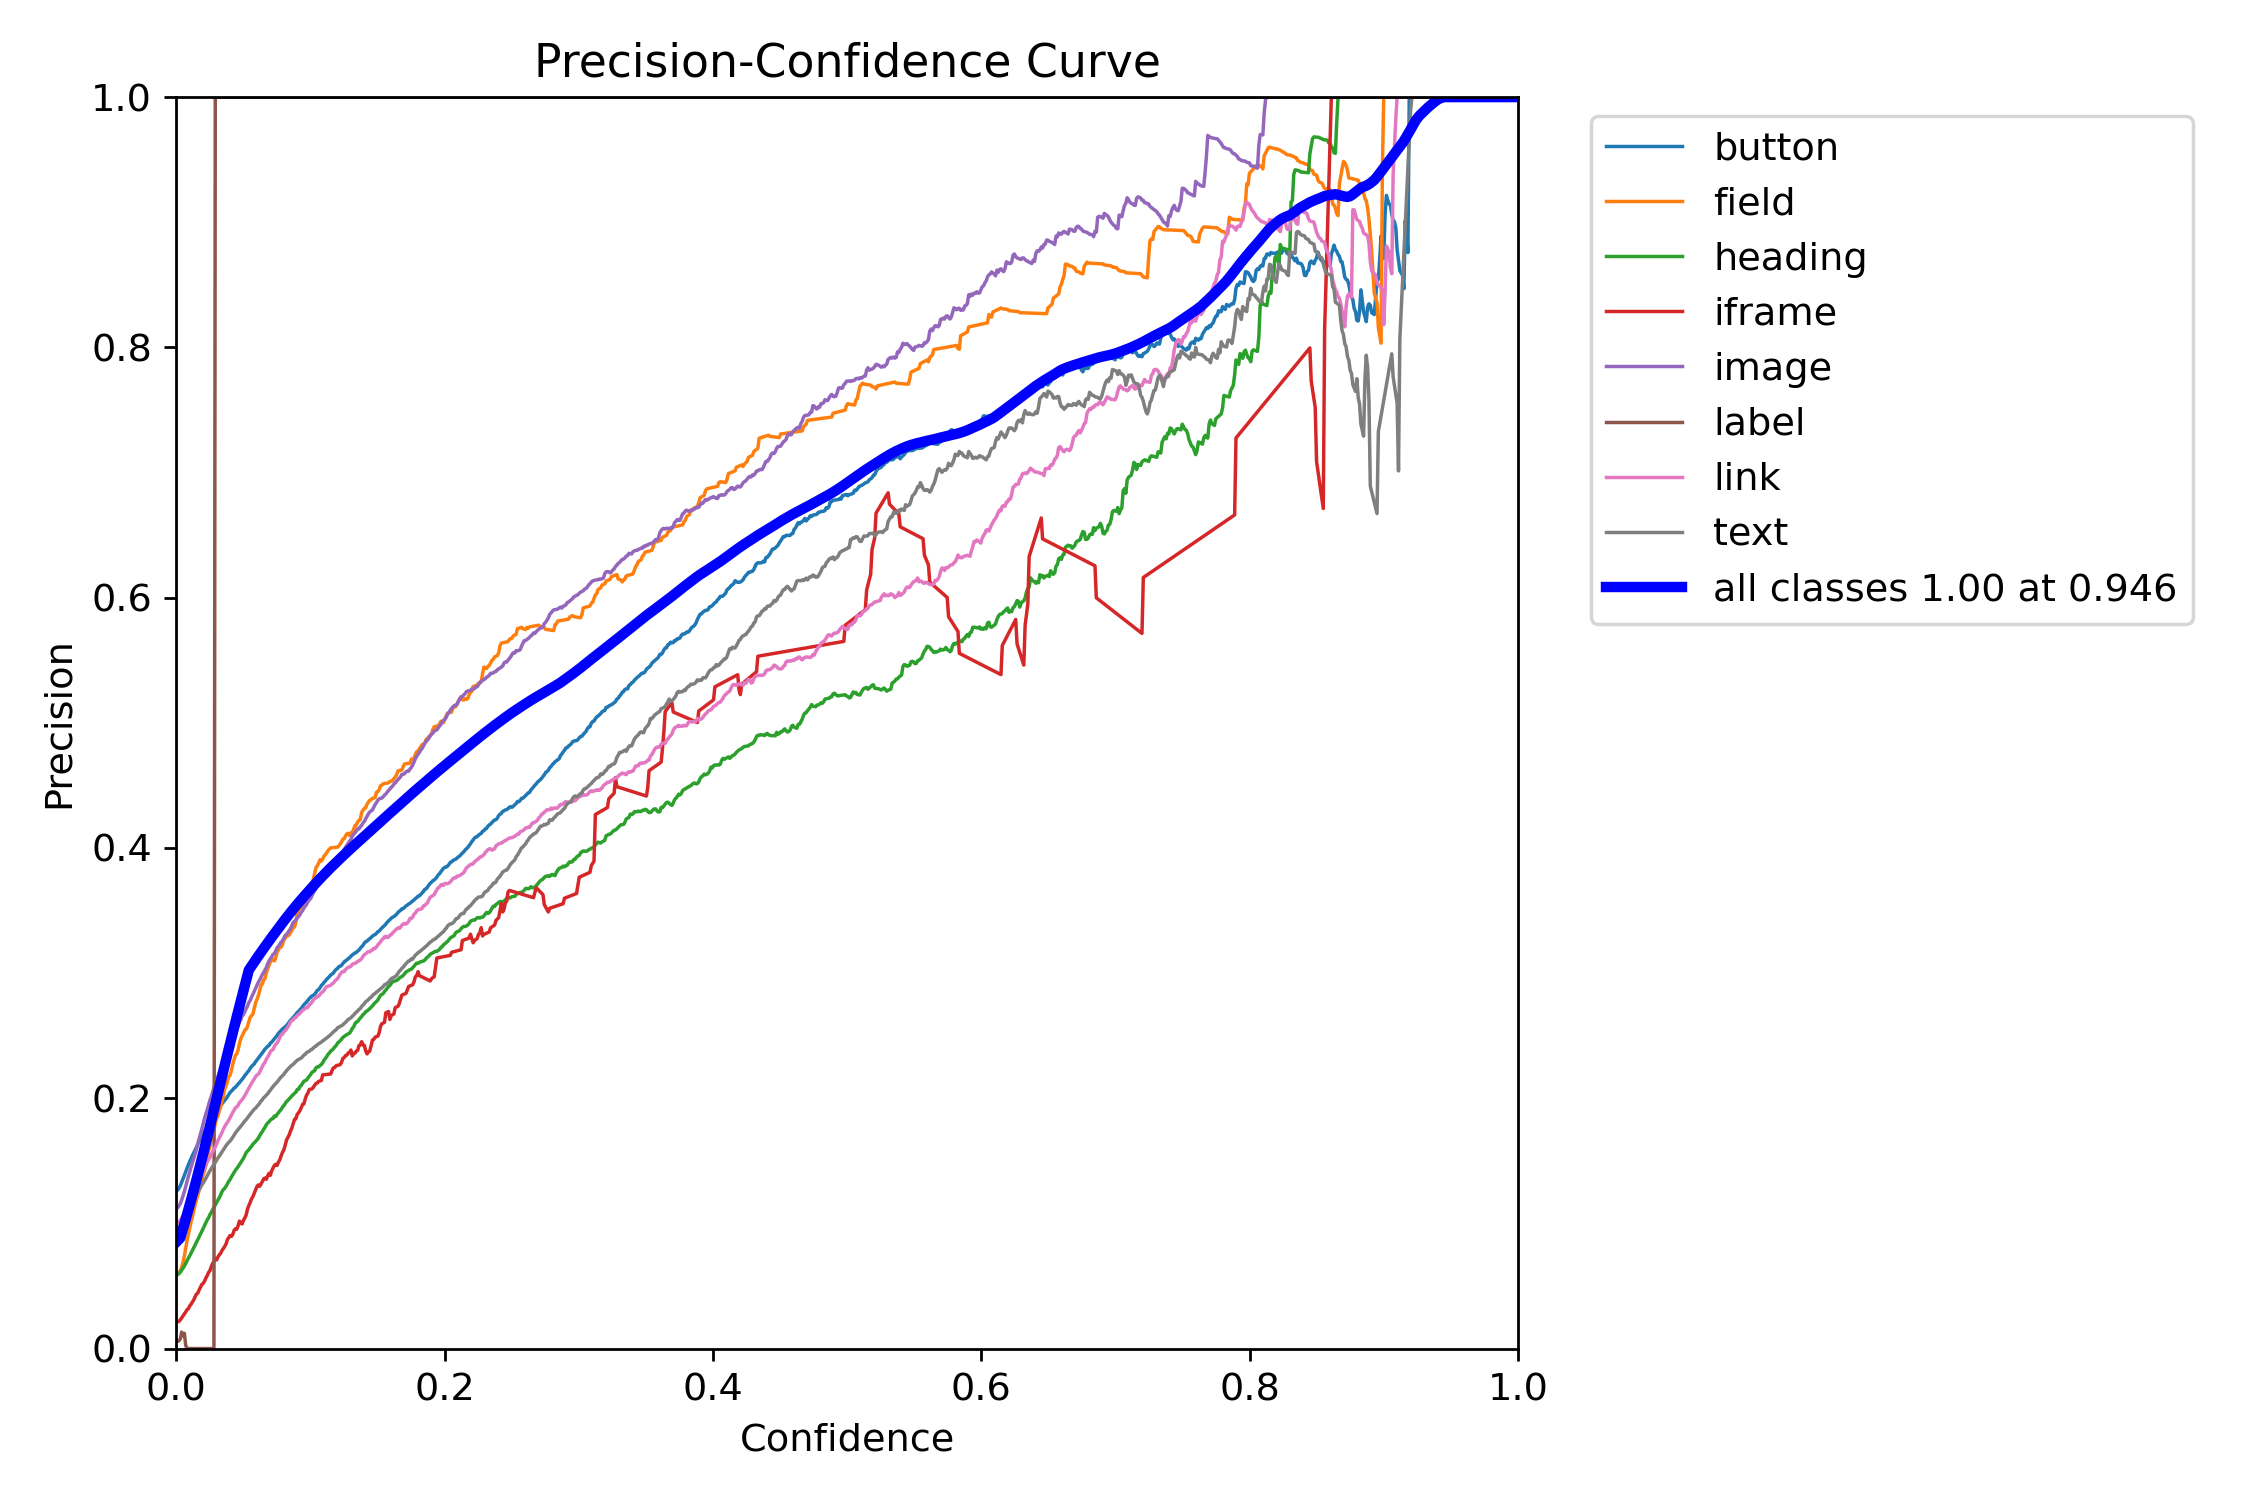 Precision-Confidence Curve
1.0
0.8
0.6
0.4
0.2
0.0
Precision
0.0 0.2 0.4 0.6 0.8 1.0
Confidence
button
field
heading
iframe
image
label
link
text
all classes 1.00 at 0.946